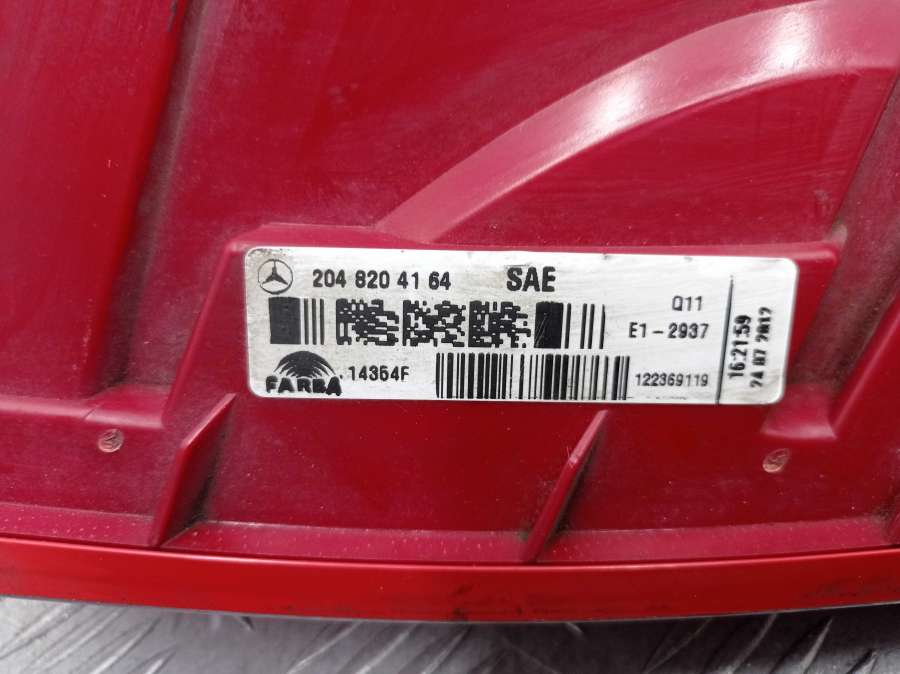 204 820 41 64 SAE
Q11
E1-2937
FARBA 14354F
122369119
16:21:59
24 07 2012